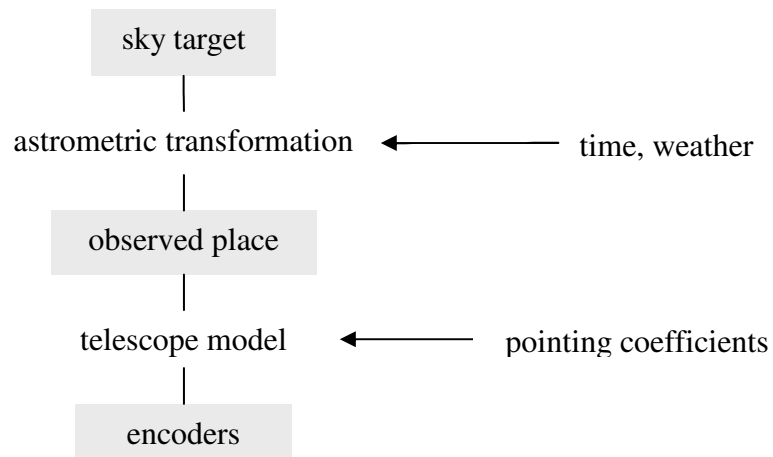 sky target
astrometric transformation
time, weather
observed place
telescope model
pointing coefficients
encoders